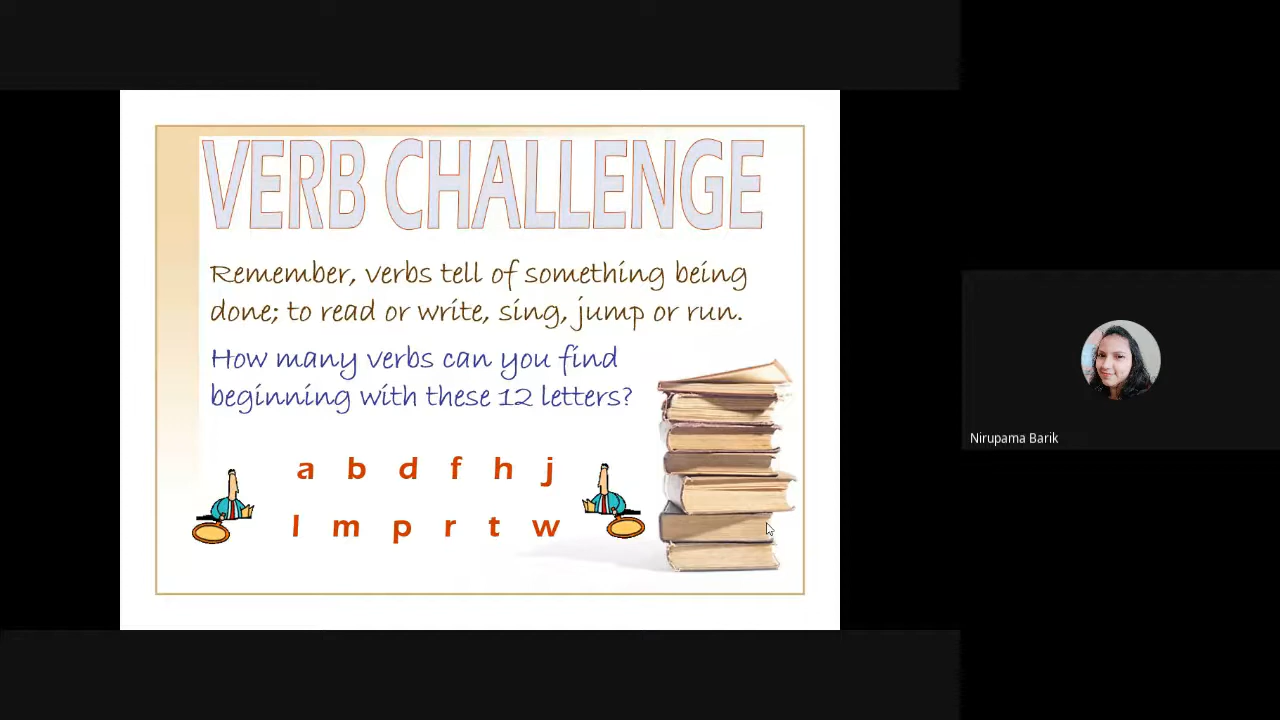 VERB CHALLENGE
Remember, verbs tell of something being
done; to read or write, sing, jump or run.
How many verbs can you find
beginning with these 12 letters?
a b d f h j
l m p r t w
Nirupama Barik